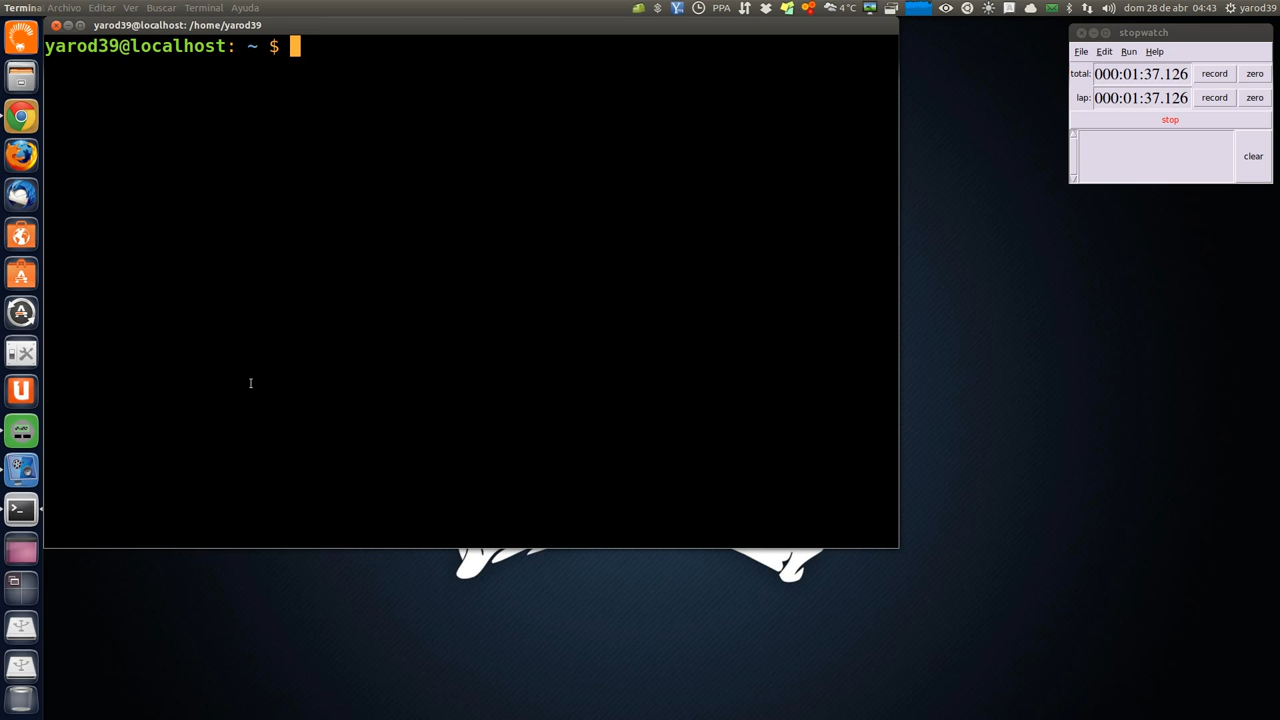 Termina Archivo Editar Ver Buscar Terminal Ayuda PPA 4°C dom 28 de abr 04:43 yarod39
yarod39@localhost: /home/yarod39
yarod39@localhost: ~ $
stopwatch
File Edit Run Help
total: 000:01:37.126 record zero
lap: 000:01:37.126 record zero
stop
clear